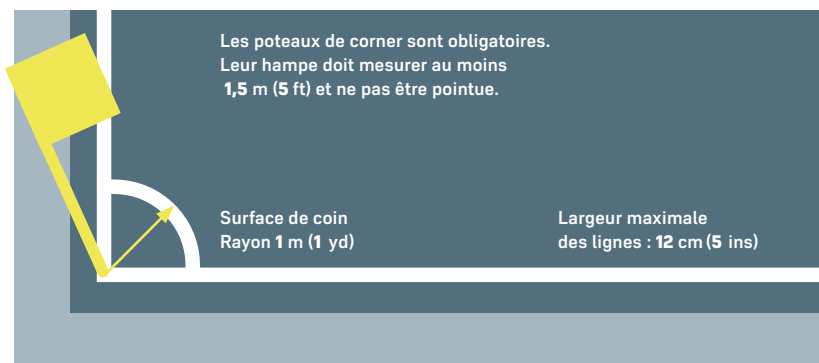 Les poteaux de corner sont obligatoires.
Leur hampe doit mesurer au moins
1,5 m (5 ft) et ne pas être pointue.
Surface de coin
Rayon 1 m (1 yd)
Largeur maximale
des lignes : 12 cm (5 ins)